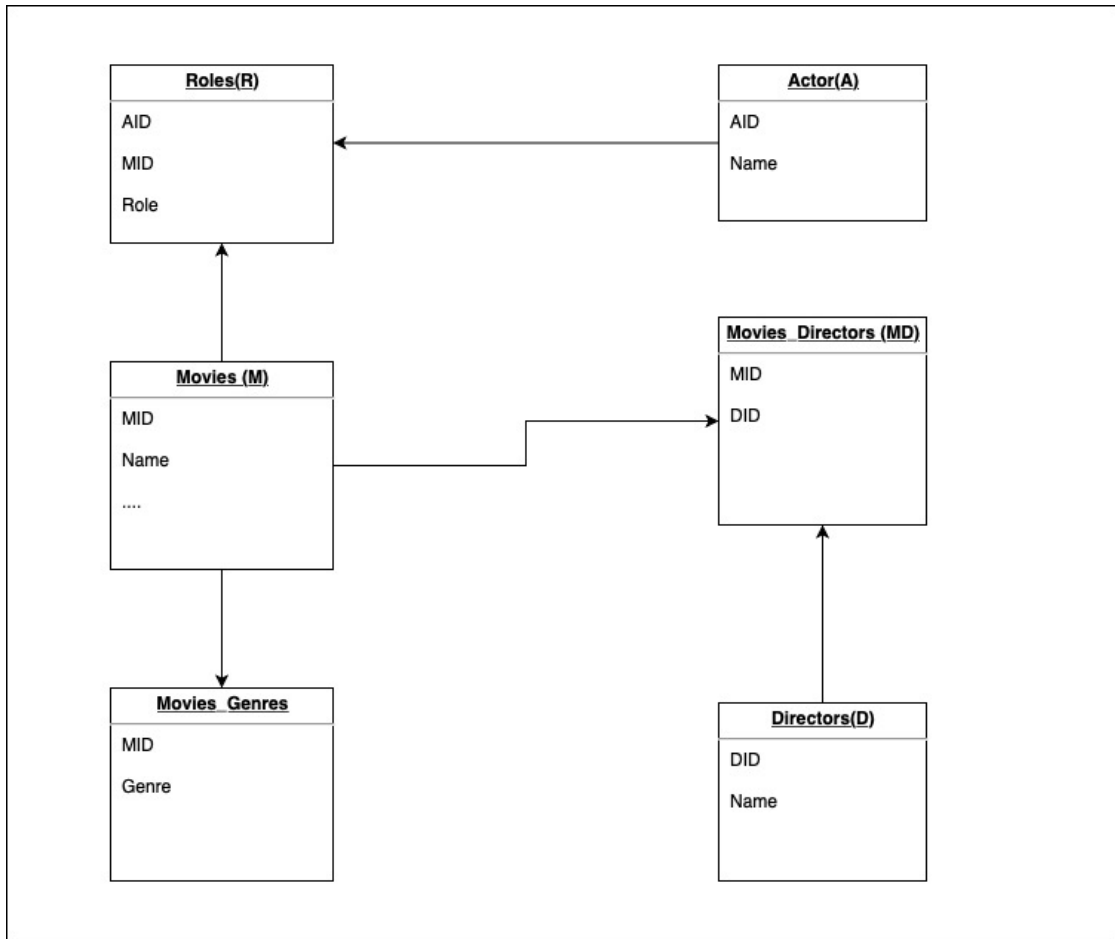 Roles(R)
AID
MID
Role
Actor(A)
AID
Name
Movies (M)
MID
Name
....
Movies_Directors (MD)
MID
DID
Movies_Genres
MID
Genre
Directors(D)
DID
Name